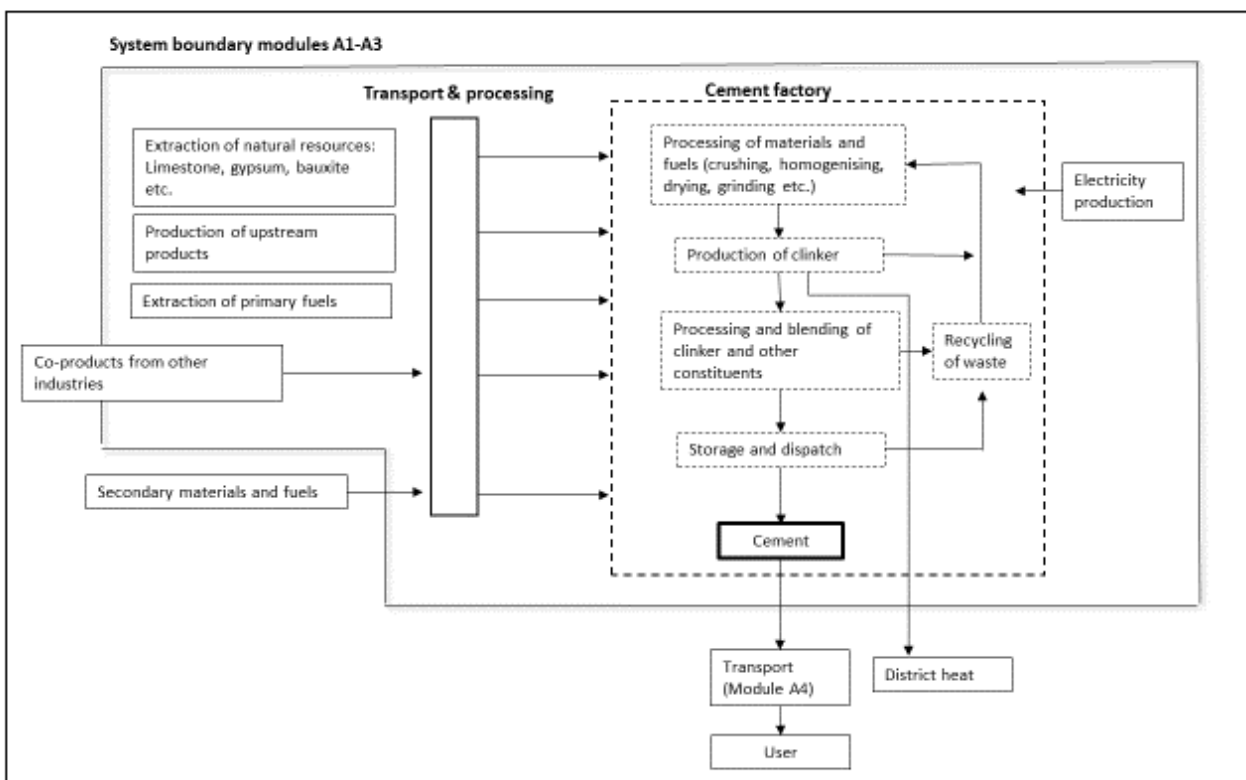 System boundary modules A1-A3
Transport & processing
Cement factory
Extraction of natural resources:
Limestone, gypsum, bauxite
etc.
Production of upstream
products
Extraction of primary fuels
Co-products from other
industries
Secondary materials and fuels
Processing of materials and
fuels (crushing, homogenising,
drying, grinding etc.)
Production of clinker
Processing and blending of
clinker and other
constituents
Storage and dispatch
Cement
Recycling
of waste
Electricity
production
Transport
(Module A4)
District heat
User